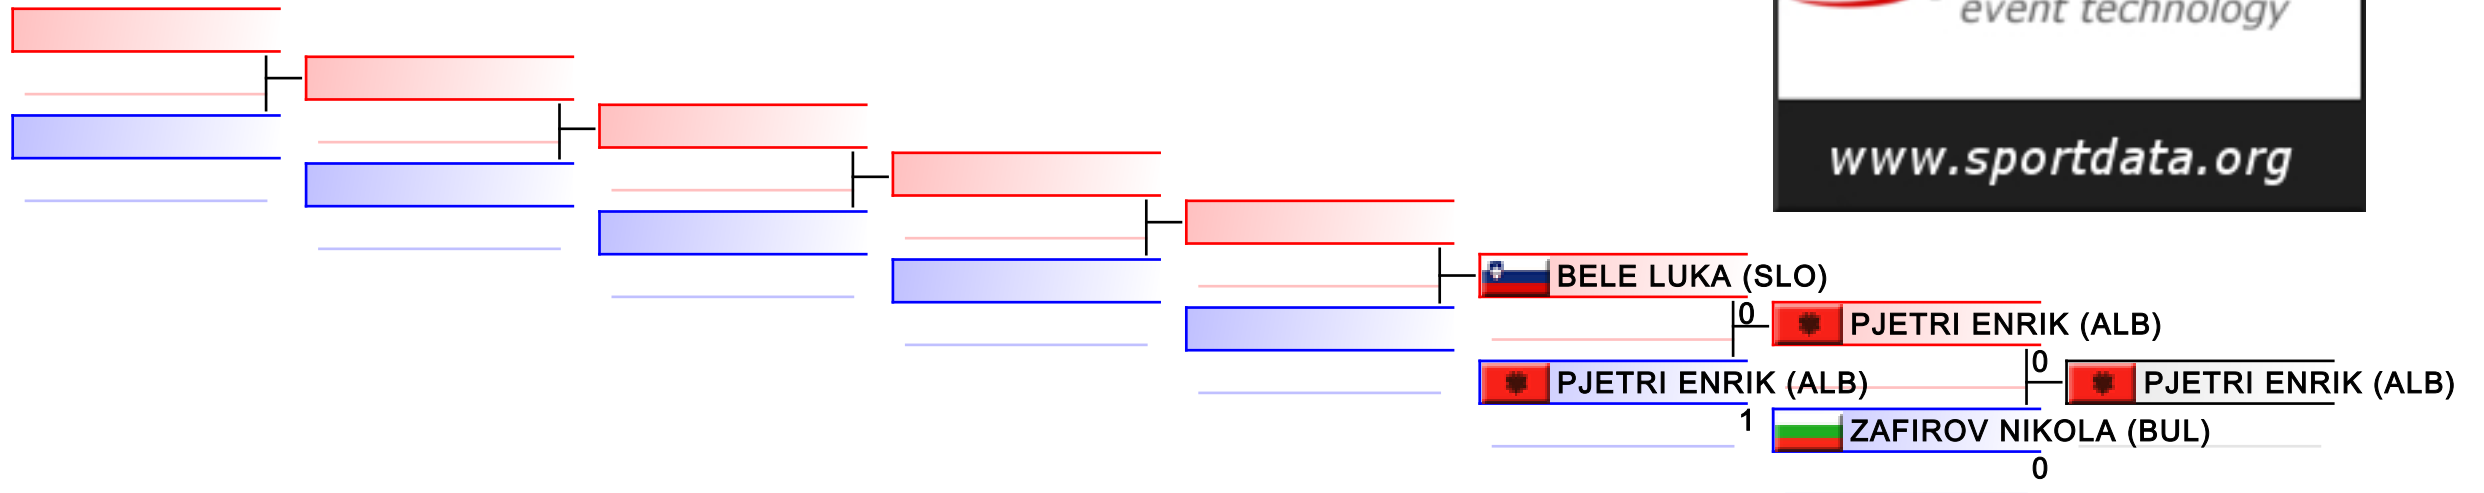 event technology
www.sportdata.org
BELE LUKA (SLO)
0
PJETRI ENRIK (ALB)
0
PJETRI ENRIK (ALB)
1
PJETRI ENRIK (ALB)
ZAFIROV NIKOLA (BUL)
0